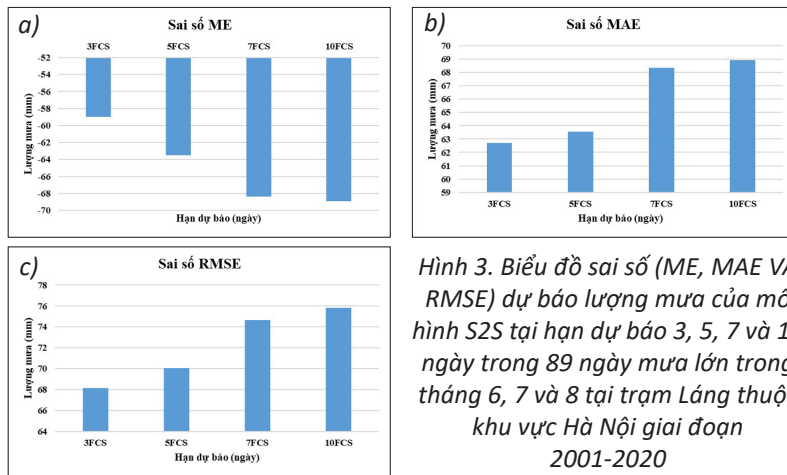 a)
Sai số ME
3FCS 5FCS 7FCS 10FCS
-52
-54
-56
-58
-60
-62
-64
-66
-68
-70
Lượng mưa (mm)
Hạn dự báo (ngày)
b)
Sai số MAE
70
69
68
67
66
65
64
63
62
61
60
59
Lượng mưa (mm)
3FCS 5FCS 7FCS 10FCS
Hạn dự báo (ngày)
c)
Sai số RMSE
78
76
74
72
70
68
66
64
Lượng mưa (mm)
3FCS 5FCS 7FCS 10FCS
Hạn dự báo (ngày)
Hình 3. Biểu đồ sai số (ME, MAE
RMSE) dự báo lượng mưa của
hình S2S tại hạn dự báo 3, 5, 7 và
ngày trong 89 ngày mưa lớn trong
tháng 6, 7 và 8 tại trạm Láng
khu vực Hà Nội giai đoạn
2001-2020